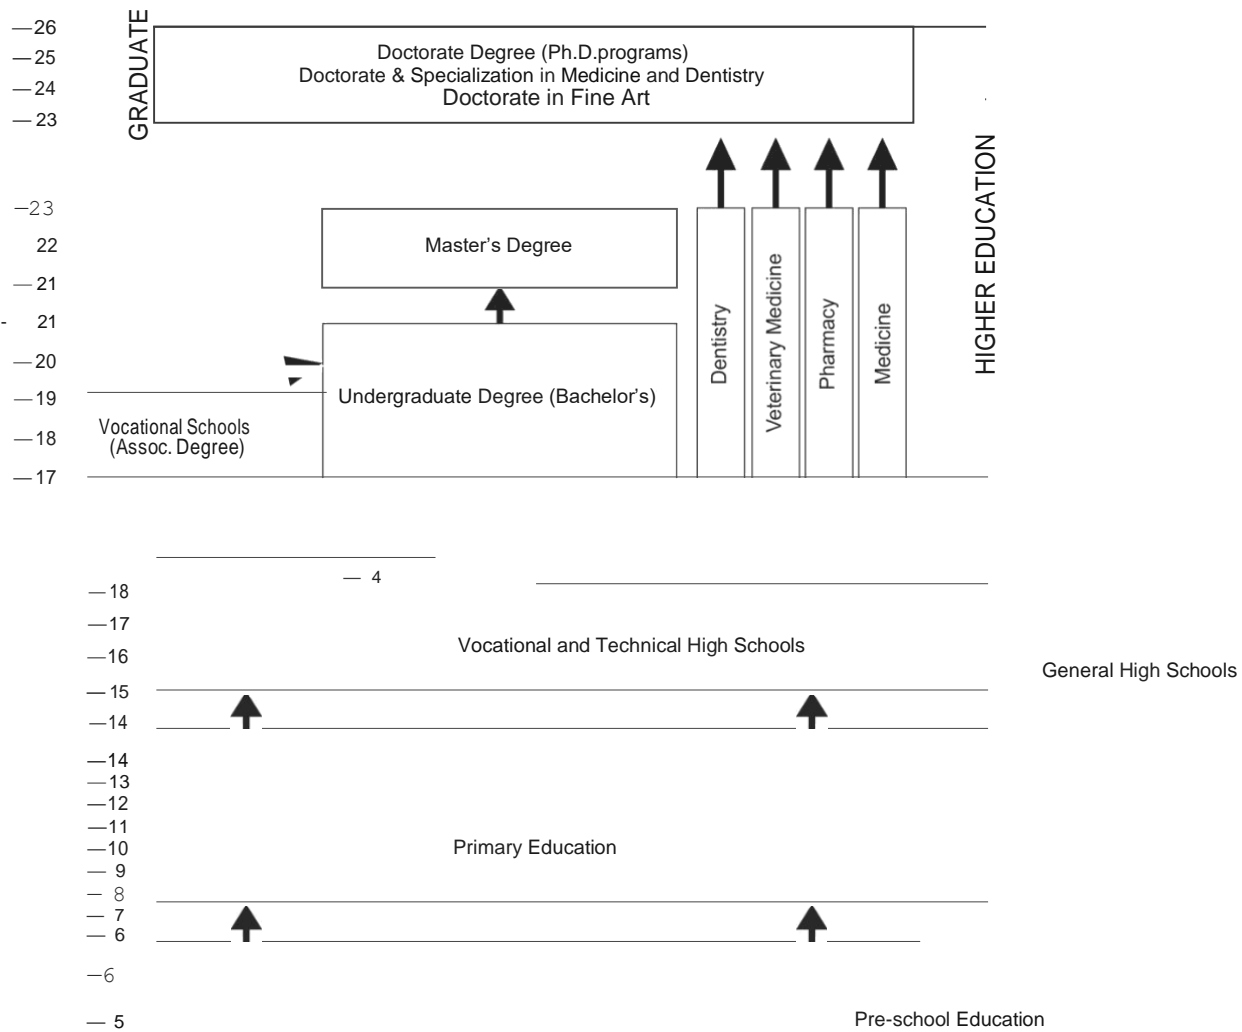 GRADUATE
—26
—25
—24
—23
Doctorate Degree (Ph.D.programs)
Doctorate & Specialization in Medicine and Dentistry
Doctorate in Fine Art
HIGHER EDUCATION
—23
22
—21
- 21
—20
—19
—18
—17
Master's Degree
Undergraduate Degree (Bachelor's)
Vocational Schools
(Assoc. Degree)
Dentistry
Veterinary Medicine
Pharmacy
Medicine
— 4
—18
—17
—16
—15
—14
Vocational and Technical High Schools
General High Schools
—14
—13
—12
—11
—10
— 9
— 8
— 7
— 6
Primary Education
—6
— 5
Pre-school Education